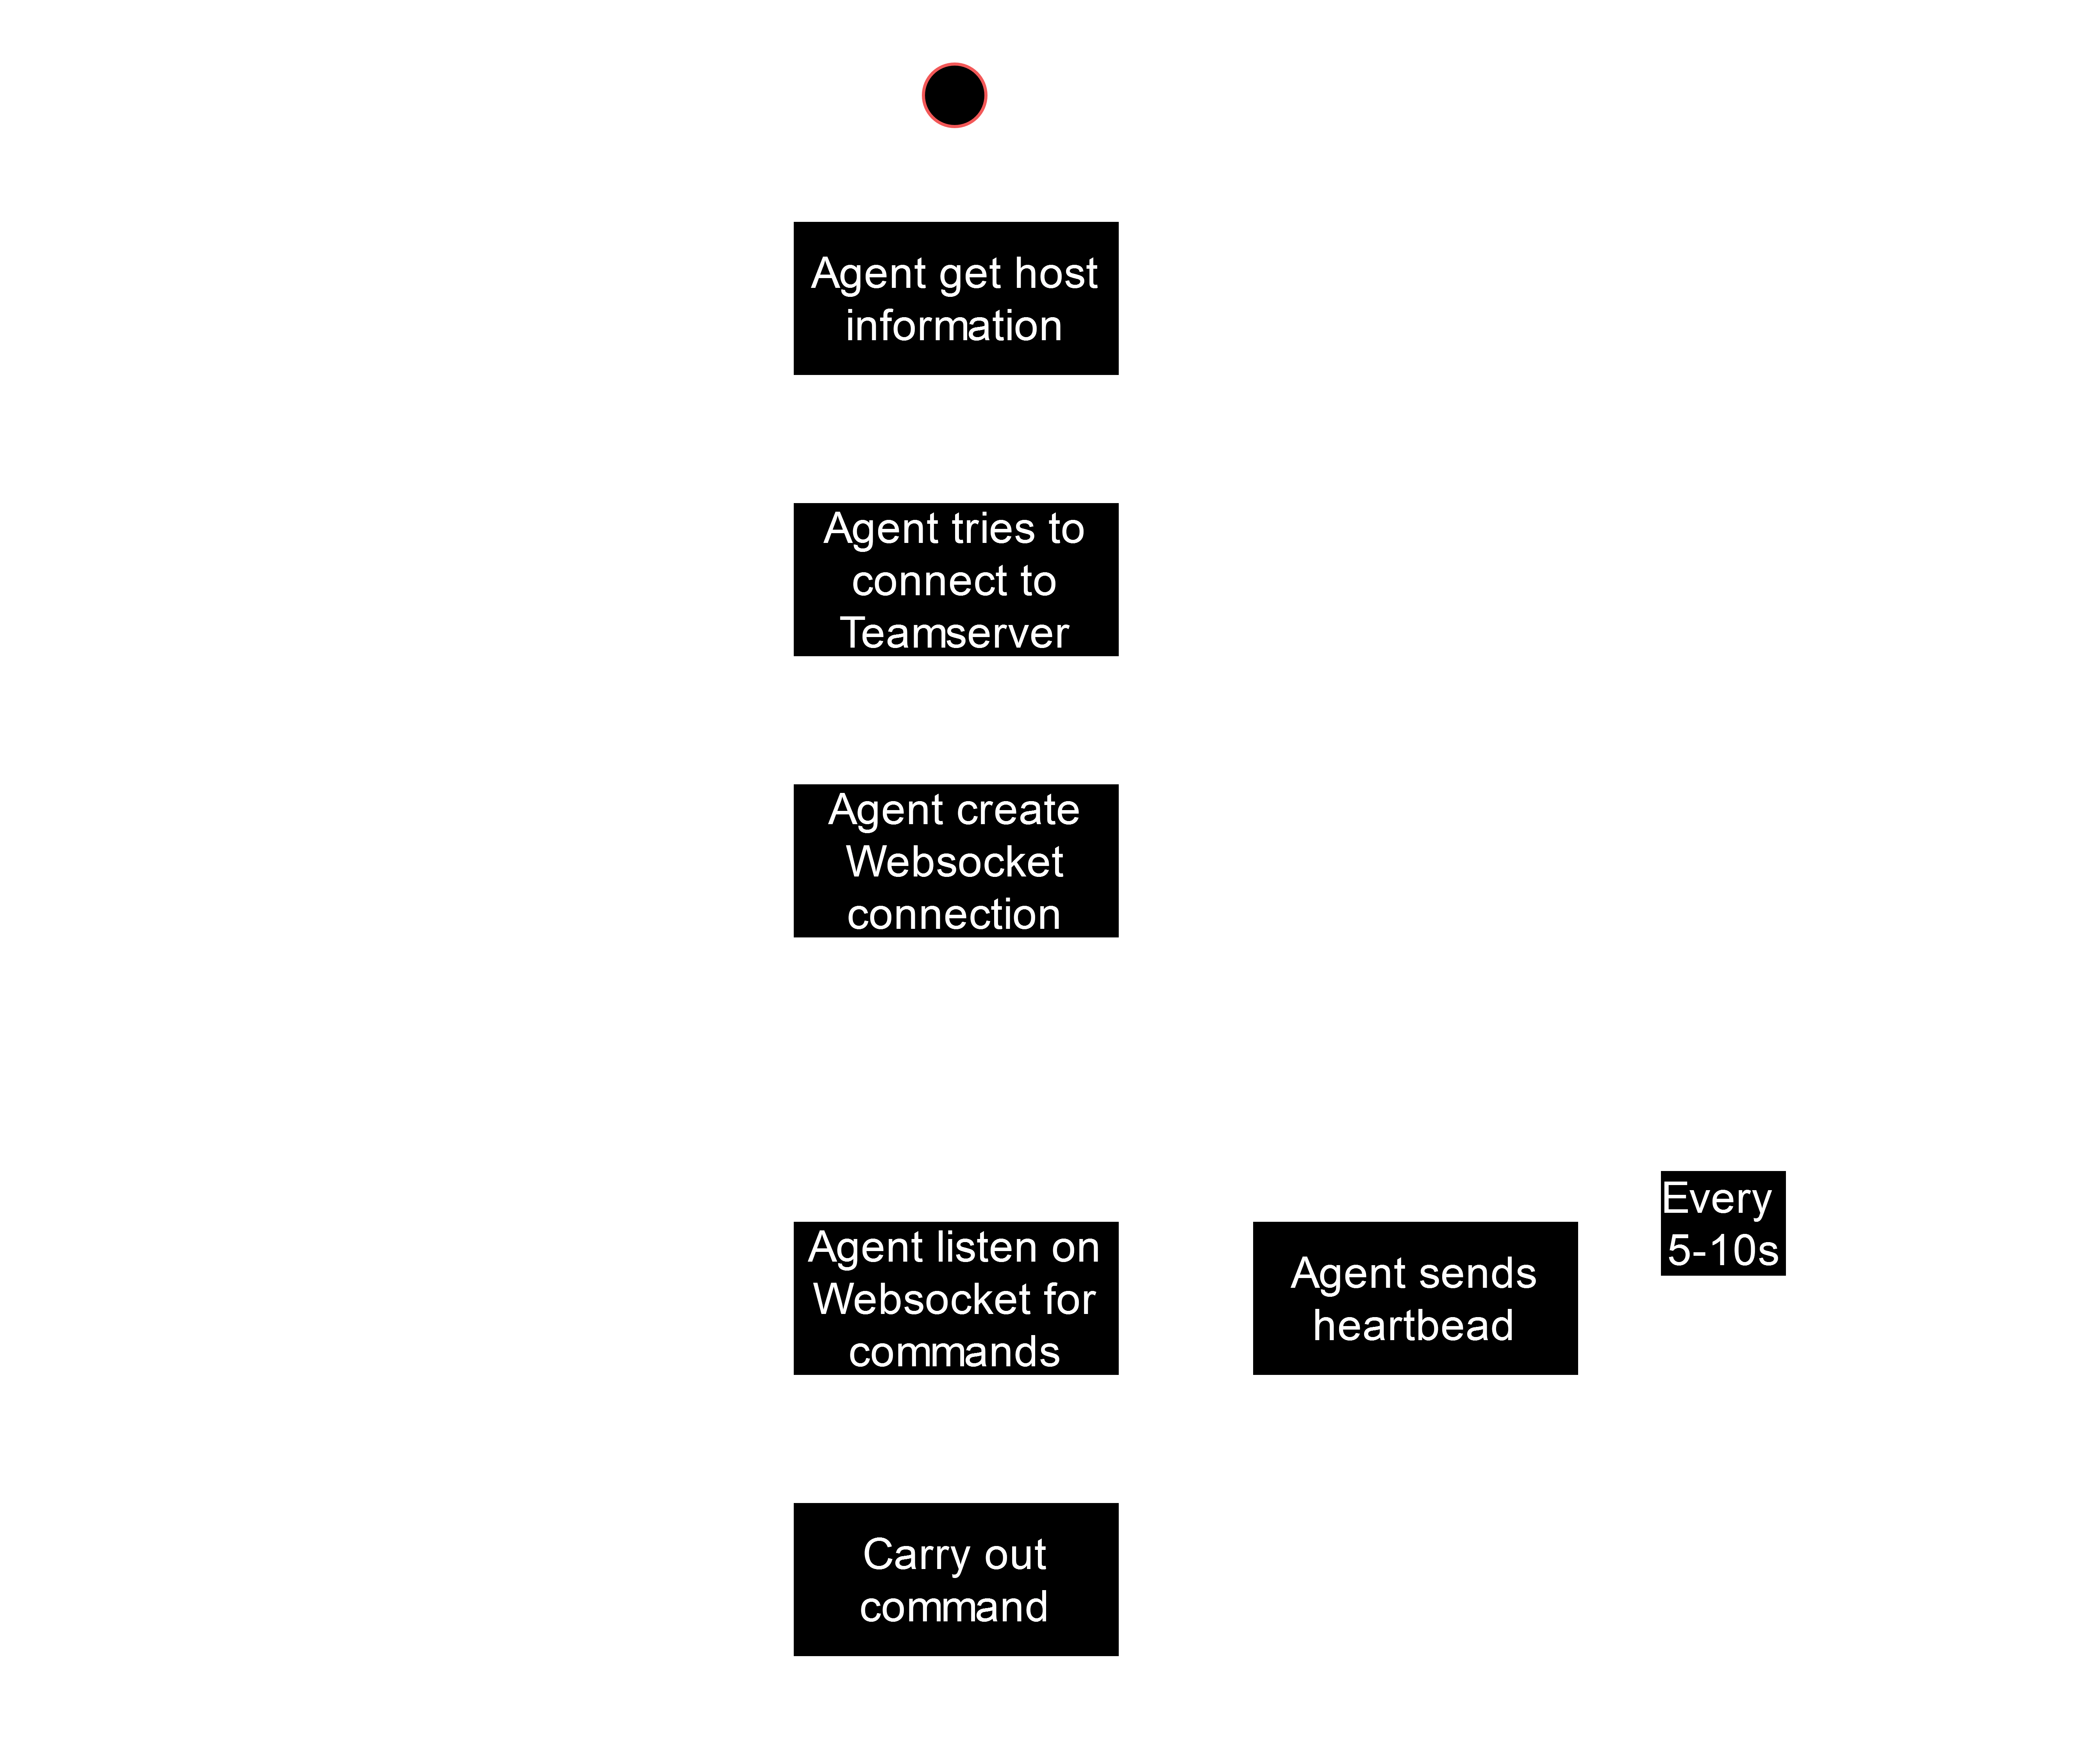 Agent get host
information
Agent tries to
connect to
Teamserver
Agent create
Websocket
connection
Agent listen on
Websocket for
commands
Agent sends
heartbead
Every
5-10s
Carry out
command